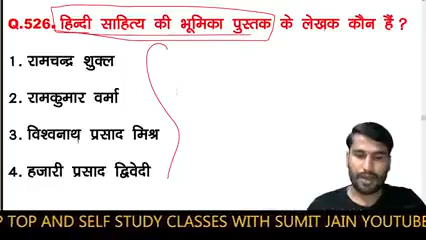 Q.526. हिन्दी साहित्य की भूमिका पुस्तक के लेखक कौन हैं ?
1. रामचन्द्र शुक्ल
2. रामकुमार वर्मा
3. विश्वनाथ प्रसाद मिश्र
4. हजारी प्रसाद द्विवेदी
TOP AND SELF STUDY CLASSES WITH SUMIT JAIN YOUTUBE